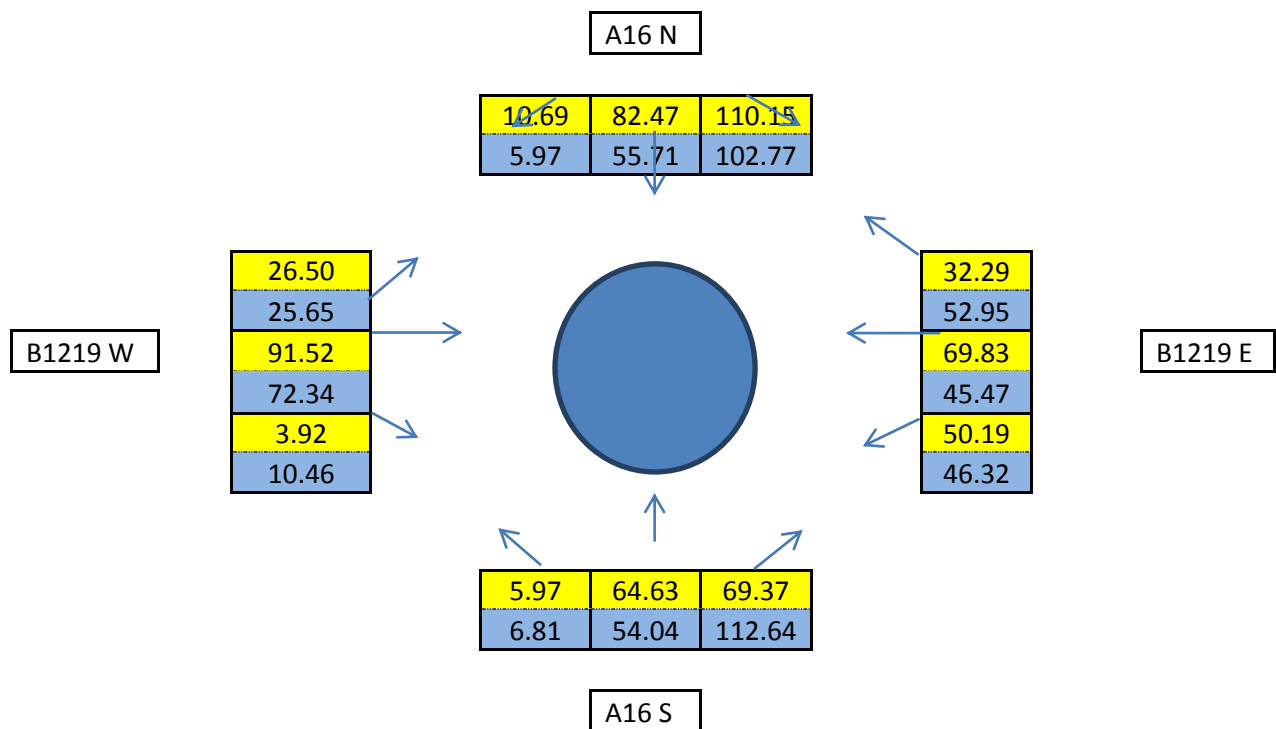 A16 N
10.69 82.47 110.15
5.97 55.71 102.77
26.50
25.65
91.52
72.34
3.92
10.46
B1219 W
32.29
52.95
69.83
45.47
50.19
46.32
B1219 E
5.97 64.63 69.37
6.81 54.04 112.64
A16 S